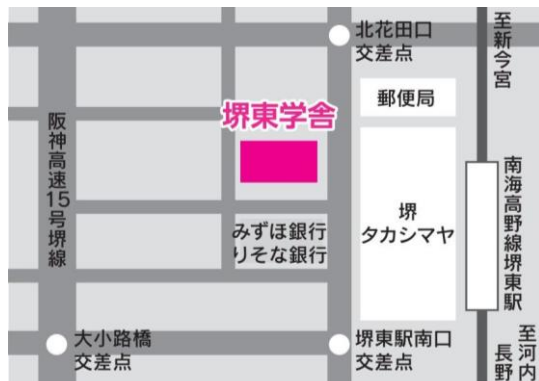 北花田口
交差点
至新今宮
郵便局
堺東学舎
阪神高速15号堺線
堺
タカシマヤ
南海高野線堺東駅
みずほ銀行
りそな銀行
大小路橋
交差点
堺東駅南口
交差点
至河内
長野